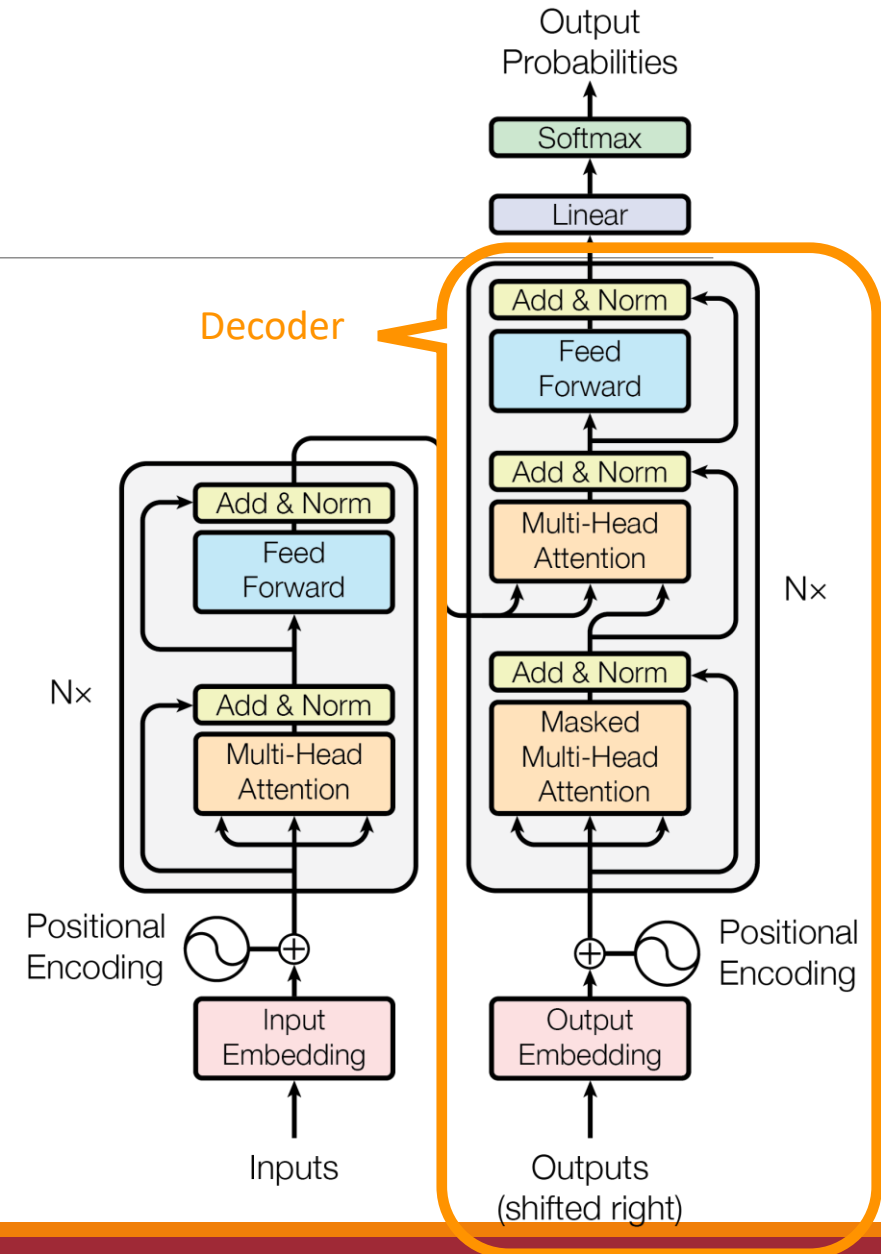 Output
Probabilities
Softmax
Linear
Decoder
Add & Norm
Feed
Forward
Add & Norm
Multi-Head
Attention
N×
Add & Norm
Masked
Multi-Head
Attention
Add & Norm
Feed
Forward
N×
Add & Norm
Multi-Head
Attention
Positional
Encoding
Positional
Encoding
Input
Embedding
Output
Embedding
Inputs
Outputs
(shifted right)